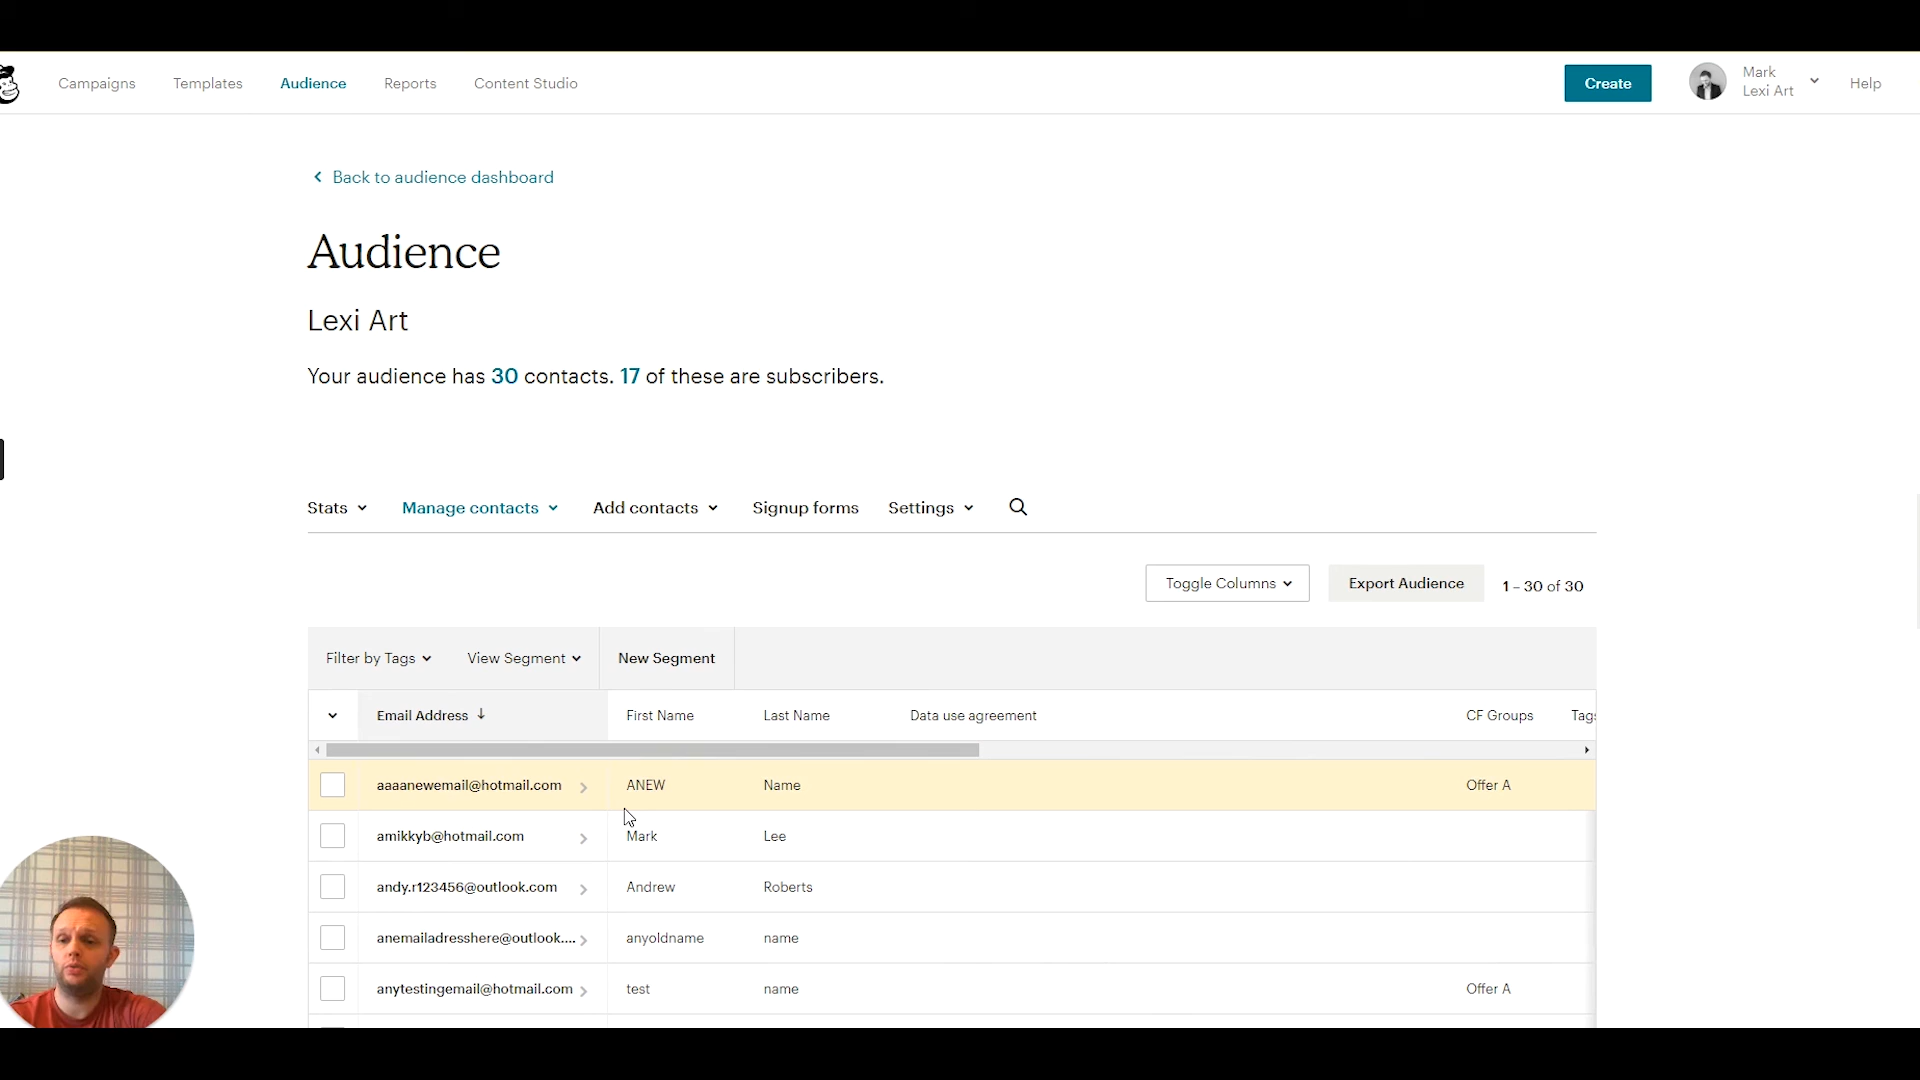 Campaigns Templates Audience Reports Content Studio Create Mark Lexi Art Help
Back to audience dashboard
Audience
Lexi Art
Your audience has 30 contacts. 17 of these are subscribers.
Stats Manage contacts Add contacts Signup forms Settings
Toggle Columns Export Audience 1 – 30 of 30
Filter by Tags View Segment New Segment
Email Address First Name Last Name Data use agreement CF Groups Tags
aaaanewemail@hotmail.com ANEW Name Offer A
amikkyb@hotmail.com Mark Lee
andy.r123456@outlook.com Andrew Roberts
anemailadresshere@outlook.... anyoldname name
anytestingemail@hotmail.com test name Offer A